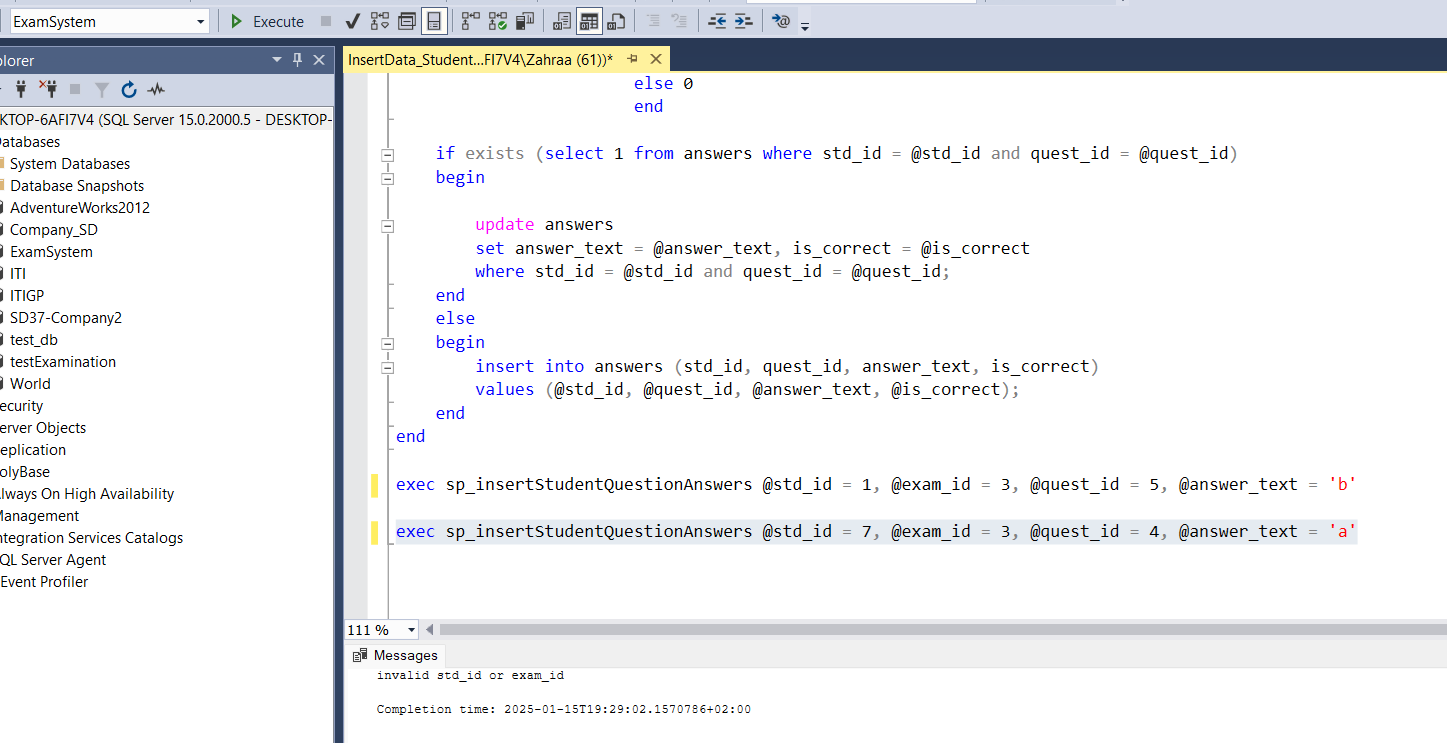 ExamSystem
Execute
plorer
InsertData_Student...FI7V4\Zahraa (61))*
KTOP-6AFI7V4 (SQL Server 15.0.2000.5 - DESKTOP-
atabases
System Databases
Database Snapshots
AdventureWorks2012
Company_SD
ExamSystem
ITI
ITIGP
SD37-Company2
test_db
testExamination
World
ecurity
erver Objects
eplication
olyBase
lways On High Availability
Management
ntegration Services Catalogs
QL Server Agent
Event Profiler
else 0
end
if exists (select 1 from answers where std_id = @std_id and quest_id = @quest_id)
begin
update answers
set answer_text = @answer_text, is_correct = @is_correct
where std_id = @std_id and quest_id = @quest_id;
end
else
begin
insert into answers (std_id, quest_id, answer_text, is_correct)
values (@std_id, @quest_id, @answer_text, @is_correct);
end
end
exec sp_insertStudentQuestionAnswers @std_id = 1, @exam_id = 3, @quest_id = 5, @answer_text = 'b'
exec sp_insertStudentQuestionAnswers @std_id = 7, @exam_id = 3, @quest_id = 4, @answer_text = 'a'
111 %
Messages
invalid std_id or exam_id
Completion time: 2025-01-15T19:29:02.1570786+02:00